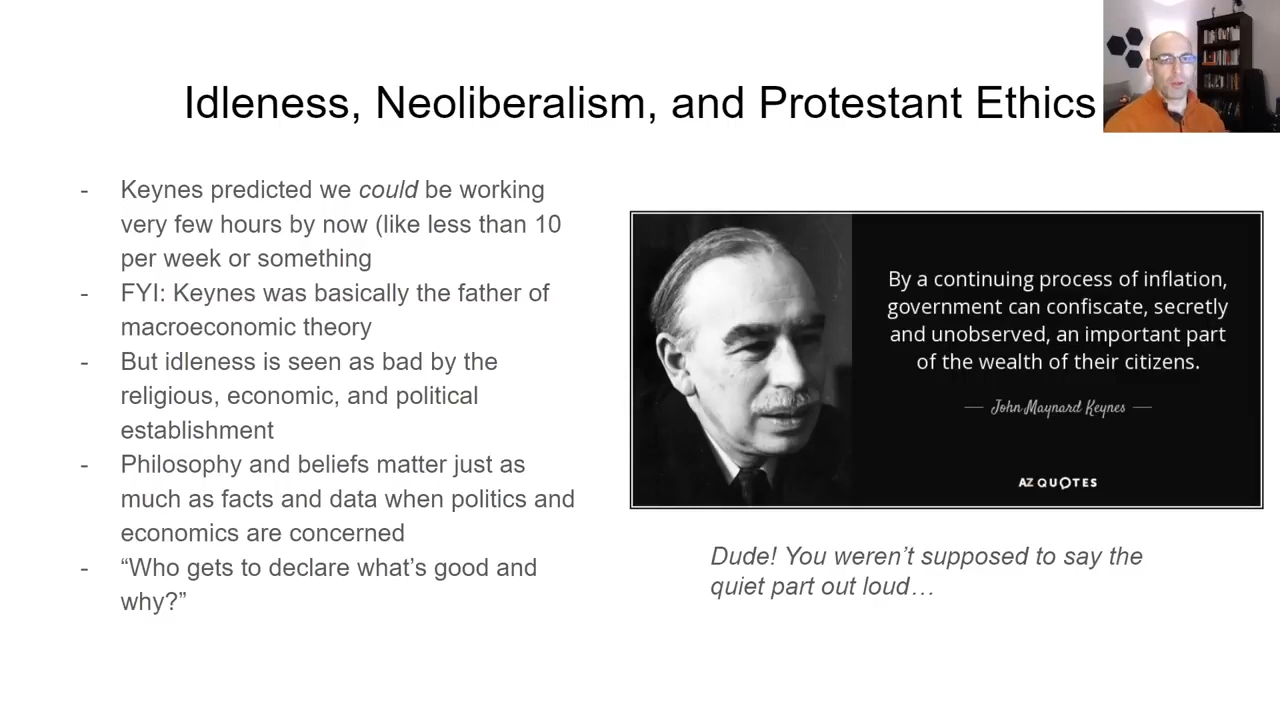 Idleness, Neoliberalism, and Protestant Ethics
- Keynes predicted we could be working
very few hours by now (like less than 10
per week or something
- FYI: Keynes was basically the father of
macroeconomic theory
- But idleness is seen as bad by the
religious, economic, and political
establishment
- Philosophy and beliefs matter just as
much as facts and data when politics and
economics are concerned
- “Who gets to declare what’s good and
why?”
By a continuing process of inflation,
government can confiscate, secretly
and unobserved, an important part
of the wealth of their citizens.
— John Maynard Keynes —
AZ QUOTES
Dude! You weren’t supposed to say the
quiet part out loud…